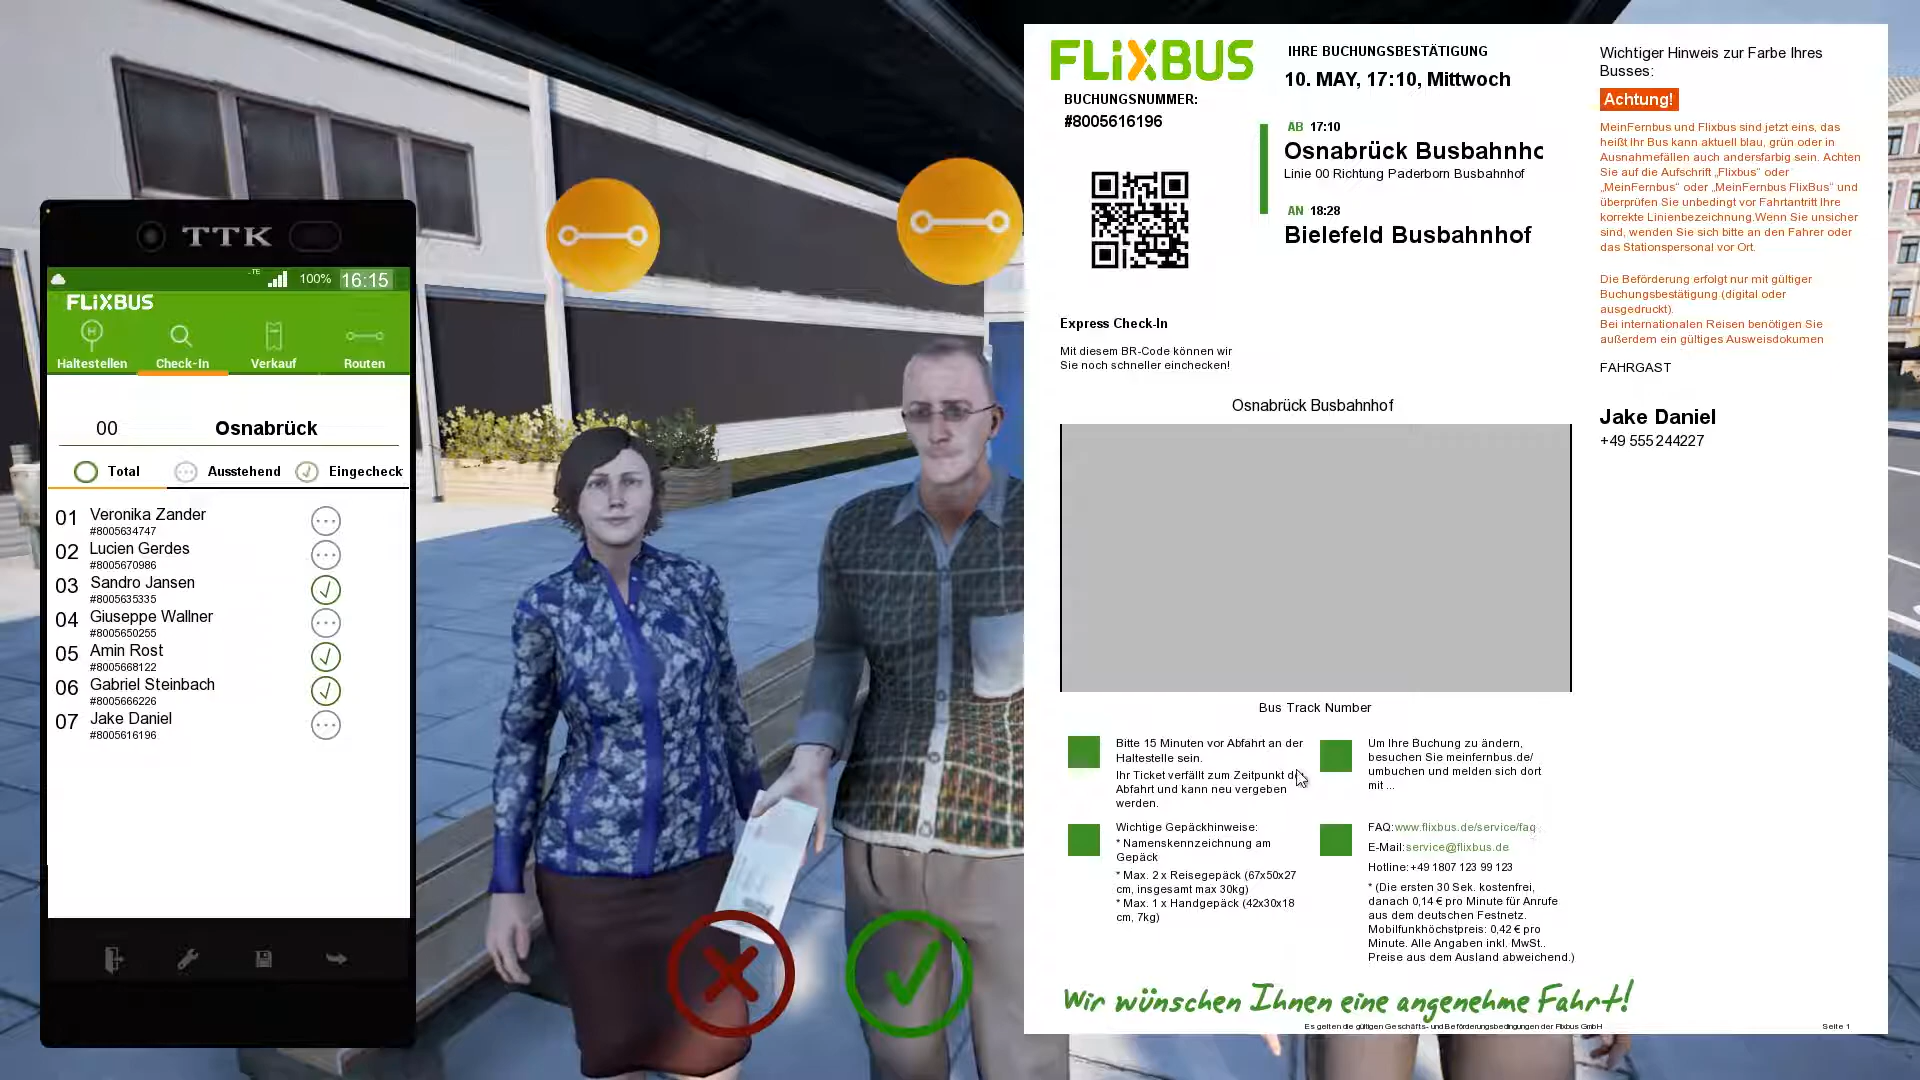 TTK
100%
16:15
FLiXBUS
Haltestellen
Check-In
Verkauf
Routen
00
Osnabrück
Total
Ausstehend
Eingecheck
01 Veronika Zander
#8005634747
02 Lucien Gerdes
#8005670986
03 Sandro Jansen
#8005635335
04 Giuseppe Wallner
#8005650255
05 Amin Rost
#8005668122
06 Gabriel Steinbach
#8005666226
07 Jake Daniel
#8005616196
FLiXBUS
BUCHUNGSNUMMER:
#8005616196
IHRE BUCHUNGSBESTÄTIGUNG
10. MAY, 17:10, Mittwoch
AB 17:10
Osnabrück Busbahnho
Linie 00 Richtung Paderborn Busbahnhof
AN 18:28
Bielefeld Busbahnhof
Express Check-In
Mit diesem BR-Code können wir
Sie noch schneller einchecken!
Osnabrück Busbahnhof
Bus Track Number
Bitte 15 Minuten vor Abfahrt an der
Haltestelle sein.
Ihr Ticket verfällt zum Zeitpunkt der
Abfahrt und kann neu vergeben
werden.
Um Ihre Buchung zu ändern,
besuchen Sie meinfernbus.de/
umbuchen und melden sich dort
mit ...
Wichtige Gepäckhinweise:
* Namenskennzeichnung am
Gepäck
* Max. 2 x Reisegepäck (67x50x27
cm, insgesamt max 30kg)
* Max. 1 x Handgepäck (42x30x18
cm, 7kg)
FAQ:www.flixbus.de/service/faq
E-Mail:service@flixbus.de
Hotline:+49 1807 123 99 123
* (Die ersten 30 Sek. kostenfrei,
danach 0,14 € pro Minute für Anrufe
aus dem deutschen Festnetz.
Mobilfunkhöchstpreis: 0,42 € pro
Minute. Alle Angaben inkl. MwSt..
Preise aus dem Ausland abweichend.)
Wir wünschen Ihnen eine angenehme Fahrt!
Es gelten die gültigen Geschäfts- und Beförderungsbedingungen der Flixbus GmbH
Seite 1
Wichtiger Hinweis zur Farbe Ihres
Busses:
Achtung!
MeinFernbus und Flixbus sind jetzt eins, das
heißt Ihr Bus kann aktuell blau, grün oder in
Ausnahmefällen auch andersfarbig sein. Achten
Sie auf die Aufschrift „Flixbus“ oder
„MeinFernbus“ oder „MeinFernbus FlixBus“ und
überprüfen Sie unbedingt vor Fahrtantritt Ihre
korrekte Linienbezeichnung.Wenn Sie unsicher
sind, wenden Sie sich bitte an den Fahrer oder
das Stationspersonal vor Ort.
Die Beförderung erfolgt nur mit gültiger
Buchungsbestätigung (digital oder
ausgedruckt).
Bei internationalen Reisen benötigen Sie
außerdem ein gültiges Ausweisdokumen
FAHRGAST
Jake Daniel
+49 555 244227